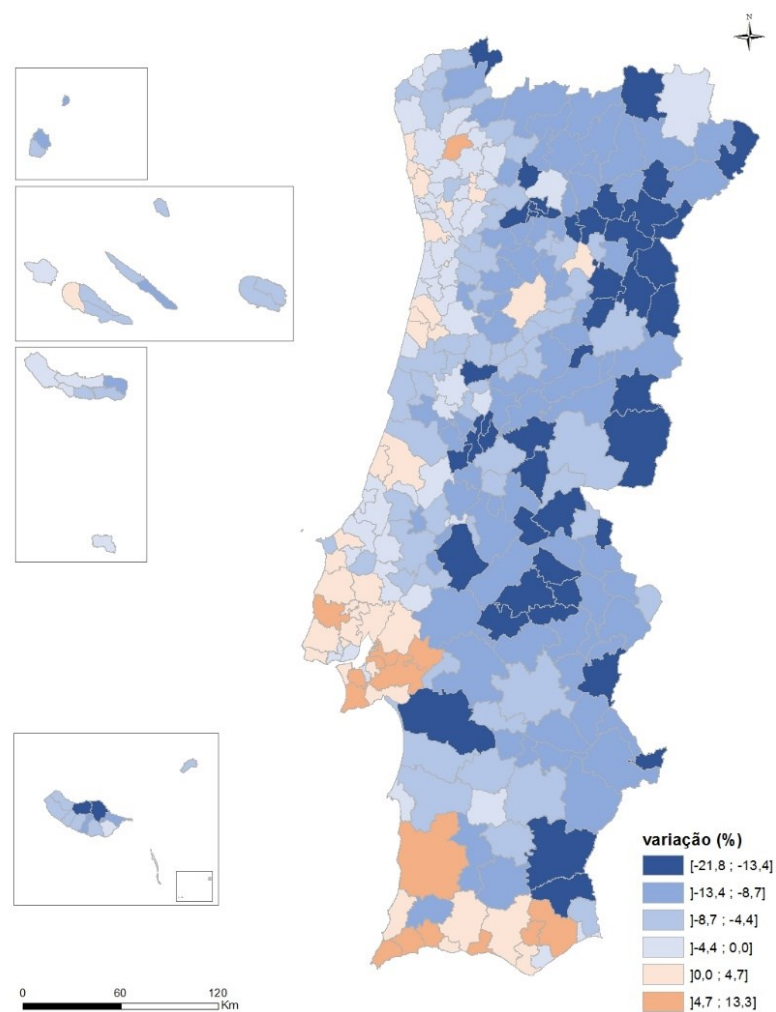 N
variação (%)
[-21,8 ; -13,4]
]-13,4 ; -8,7]
]-8,7 ; -4,4]
]-4,4 ; 0,0]
]0,0 ; 4,7]
]4,7 ; 13,3]
0 60 120
Km